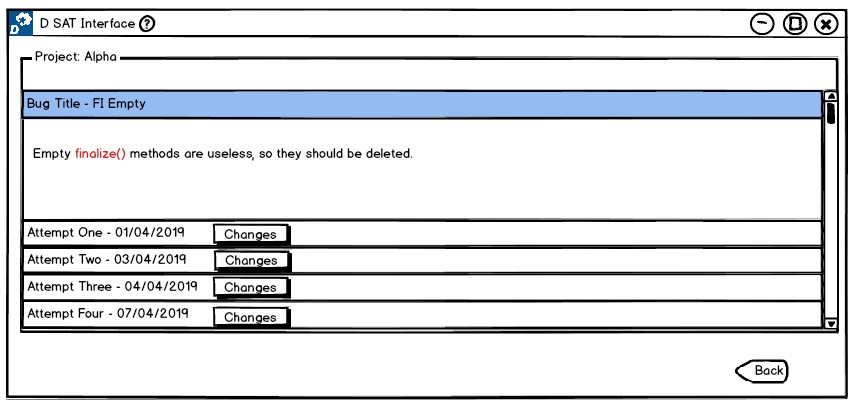 D
D SAT Interface ?
Project: Alpha
Bug Title - FI Empty
Empty finalize() methods are useless, so they should be deleted.
Attempt One - 01/04/2019 Changes
Attempt Two - 03/04/2019 Changes
Attempt Three - 04/04/2019 Changes
Attempt Four - 07/04/2019 Changes
Back